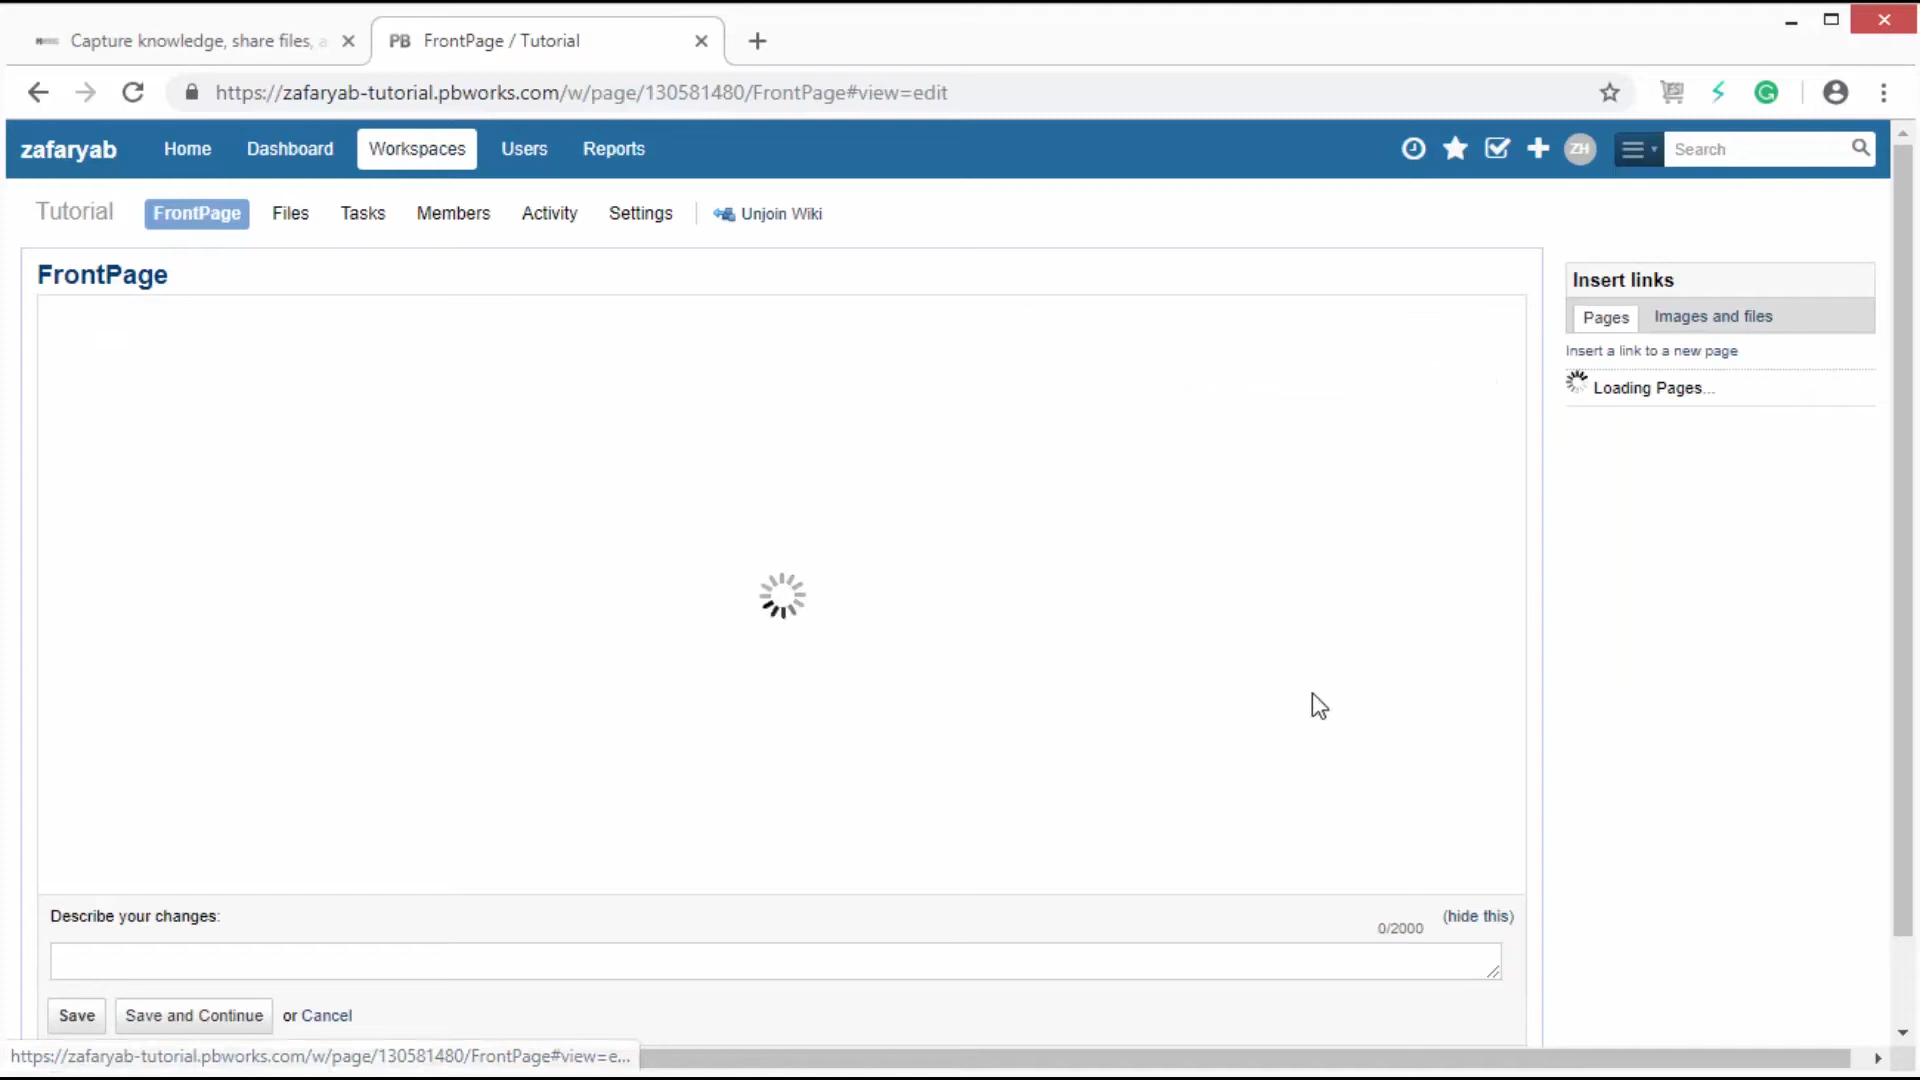 Capture knowledge, share files, a
PB FrontPage / Tutorial
https://zafaryab-tutorial.pbworks.com/w/page/130581480/FrontPage#view=edit
zafaryab Home Dashboard Workspaces Users Reports ZH Search
Tutorial FrontPage Files Tasks Members Activity Settings Unjoin Wiki
FrontPage
Insert links
Pages Images and files
Insert a link to a new page
Loading Pages...
Describe your changes:
0/2000 (hide this)
Save Save and Continue or Cancel
https://zafaryab-tutorial.pbworks.com/w/page/130581480/FrontPage#view=e...